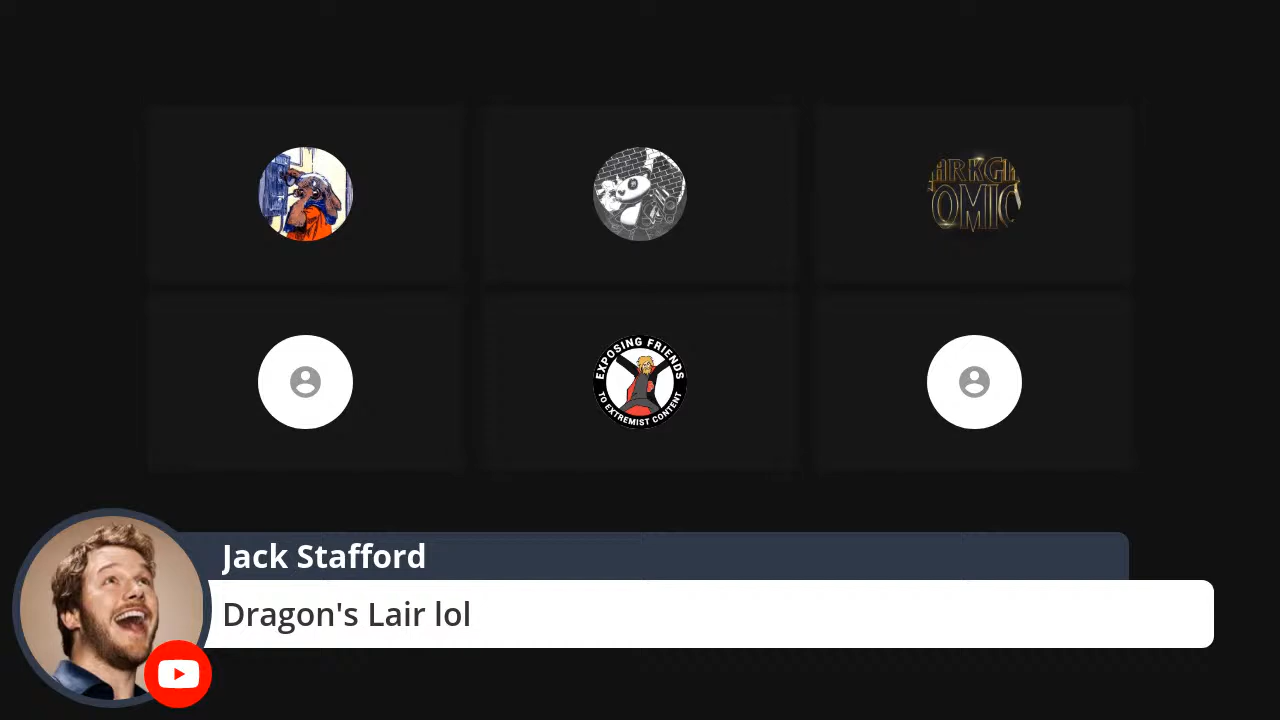 EXPOSING FRIENDS
TO EXTREMIST CONTENT
Jack Stafford
Dragon's Lair lol